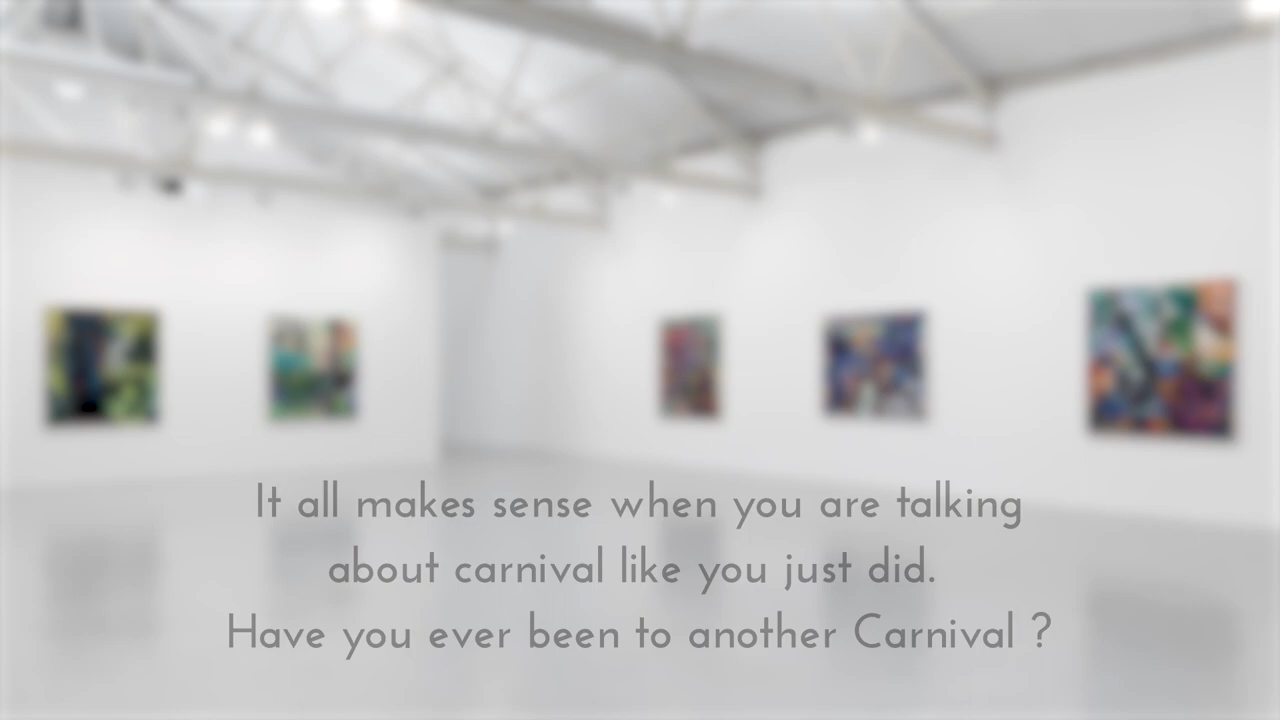 It all makes sense when you are talking
about carnival like you just did.
Have you ever been to another Carnival ?